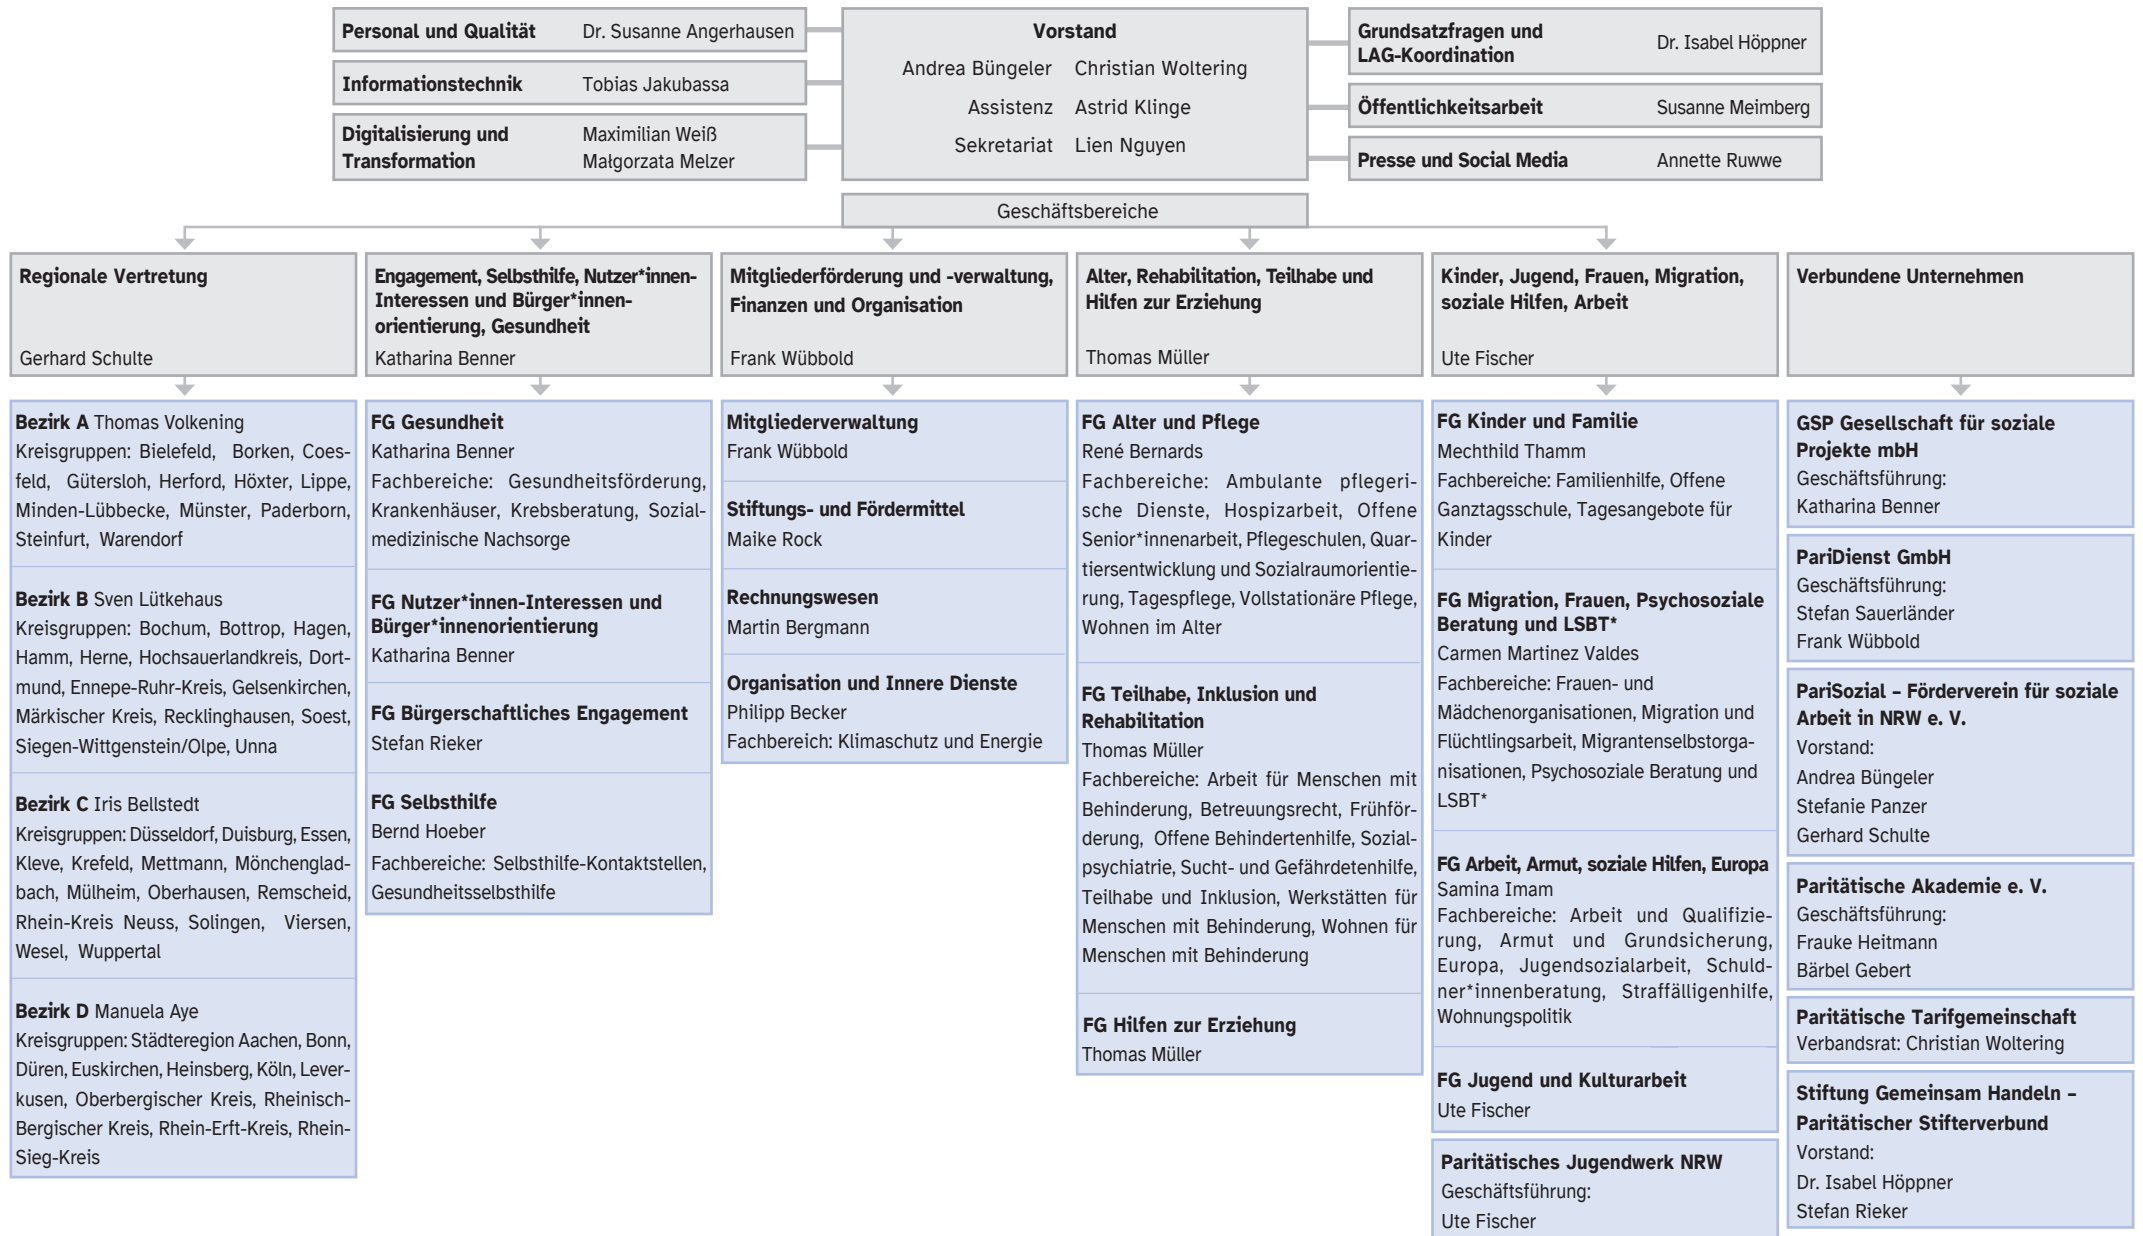 Personal und Qualität Dr. Susanne Angerhausen
Informationstechnik Tobias Jakubassa
Digitalisierung und Maximilian Weiß
Transformation Małgorzata Melzer
Vorstand
Andrea Büngeler Christian Woltering
Assistenz Astrid Klinge
Sekretariat Lien Nguyen
Grundsatzfragen und
LAG-Koordination
Dr. Isabel Höppner
Öffentlichkeitsarbeit Susanne Meimberg
Presse und Social Media Annette Ruwwe
Geschäftsbereiche
Regionale Vertretung
Gerhard Schulte
Bezirk A Thomas Volkening
Kreisgruppen: Bielefeld, Borken, Coes-
feld, Gütersloh, Herford, Höxter, Lippe,
Minden-Lübbecke, Münster, Paderborn,
Steinfurt, Warendorf
Bezirk B Sven Lütkehaus
Kreisgruppen: Bochum, Bottrop, Hagen,
Hamm, Herne, Hochsauerlandkreis, Dort-
mund, Ennepe-Ruhr-Kreis, Gelsenkirchen,
Märkischer Kreis, Recklinghausen, Soest,
Siegen-Wittgenstein/Olpe, Unna
Bezirk C Iris Bellstedt
Kreisgruppen: Düsseldorf, Duisburg, Essen,
Kleve, Krefeld, Mettmann, Mönchenglad-
bach, Mülheim, Oberhausen, Remscheid,
Rhein-Kreis Neuss, Solingen, Viersen,
Wesel, Wuppertal
Bezirk D Manuela Aye
Kreisgruppen: Städteregion Aachen, Bonn,
Düren, Euskirchen, Heinsberg, Köln, Lever-
kusen, Oberbergischer Kreis, Rheinisch-
Bergischer Kreis, Rhein-Erft-Kreis, Rhein-
Sieg-Kreis
Engagement, Selbsthilfe, Nutzer*innen-
Interessen und Bürger*innen-
orientierung, Gesundheit
Katharina Benner
FG Gesundheit
Katharina Benner
Fachbereiche: Gesundheitsförderung,
Krankenhäuser, Krebsberatung, Sozial-
medizinische Nachsorge
FG Nutzer*innen-Interessen und
Bürger*innenorientierung
Katharina Benner
FG Bürgerschaftliches Engagement
Stefan Rieker
FG Selbsthilfe
Bernd Hoeber
Fachbereiche: Selbsthilfe-Kontaktstellen,
Gesundheitsselbsthilfe
Mitgliederförderung und -verwaltung,
Finanzen und Organisation
Frank Wübbold
Mitgliederverwaltung
Frank Wübbold
Stiftungs- und Fördermittel
Maike Rock
Rechnungswesen
Martin Bergmann
Organisation und Innere Dienste
Philipp Becker
Fachbereich: Klimaschutz und Energie
Alter, Rehabilitation, Teilhabe und
Hilfen zur Erziehung
Thomas Müller
FG Alter und Pflege
René Bernards
Fachbereiche: Ambulante pflegeri-
sche Dienste, Hospizarbeit, Offene
Senior*innenarbeit, Pflegeschulen, Quar-
tiersentwicklung und Sozialraumorientie-
rung, Tagespflege, Vollstationäre Pflege,
Wohnen im Alter
FG Teilhabe, Inklusion und
Rehabilitation
Thomas Müller
Fachbereiche: Arbeit für Menschen mit
Behinderung, Betreuungsrecht, Frühför-
derung, Offene Behindertenhilfe, Sozial-
psychiatrie, Sucht- und Gefährdetenhilfe,
Teilhabe und Inklusion, Werkstätten für
Menschen mit Behinderung, Wohnen für
Menschen mit Behinderung
FG Hilfen zur Erziehung
Thomas Müller
Kinder, Jugend, Frauen, Migration,
soziale Hilfen, Arbeit
Ute Fischer
FG Kinder und Familie
Mechthild Thamm
Fachbereiche: Familienhilfe, Offene
Ganztagsschule, Tagesangebote für
Kinder
FG Migration, Frauen, Psychosoziale
Beratung und LSBT*
Carmen Martinez Valdes
Fachbereiche: Frauen- und
Mädchenorganisationen, Migration und
Flüchtlingsarbeit, Migrantenselbstorga-
nisationen, Psychosoziale Beratung und
LSBT*
FG Arbeit, Armut, soziale Hilfen, Europa
Samina Imam
Fachbereiche: Arbeit und Qualifizie-
rung, Armut und Grundsicherung,
Europa, Jugendsozialarbeit, Schuld-
ner*innenberatung, Straffälligenhilfe,
Wohnungspolitik
FG Jugend und Kulturarbeit
Ute Fischer
Paritätisches Jugendwerk NRW
Geschäftsführung:
Ute Fischer
Verbundene Unternehmen
GSP Gesellschaft für soziale
Projekte mbH
Geschäftsführung:
Katharina Benner
PariDienst GmbH
Geschäftsführung:
Stefan Sauerländer
Frank Wübbold
PariSozial – Förderverein für soziale
Arbeit in NRW e. V.
Vorstand:
Andrea Büngeler
Stefanie Panzer
Gerhard Schulte
Paritätische Akademie e. V.
Geschäftsführung:
Frauke Heitmann
Bärbel Gebert
Paritätische Tarifgemeinschaft
Verbandsrat: Christian Woltering
Stiftung Gemeinsam Handeln –
Paritätischer Stifterverbund
Vorstand:
Dr. Isabel Höppner
Stefan Rieker